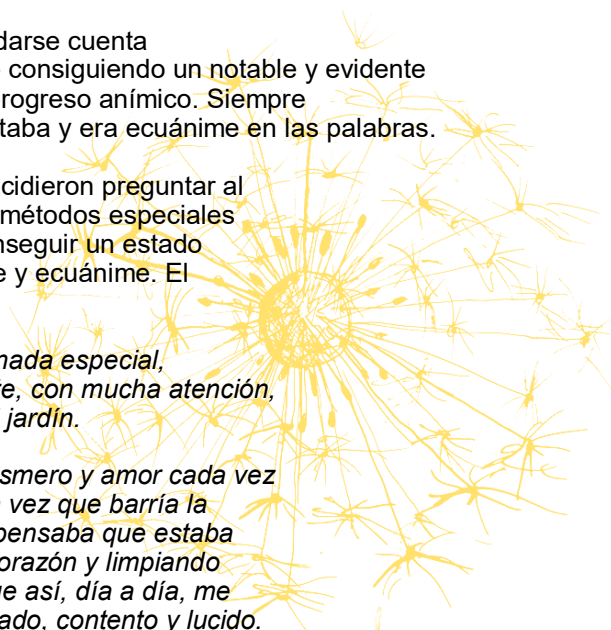 darse cuenta
consiguiendo un notable y evidente
rogreso anímico. Siempre
taba y era ecuánime en las palabras.
cidieron preguntar al
métodos especiales
nseguir un estado
e y ecuánime. El
nada especial,
te, con mucha atención,
jardín.
smero y amor cada vez
vez que barría la
pensaba que estaba
orazón y limpiando
ue así, día a día, me
ado, contento y lucido.